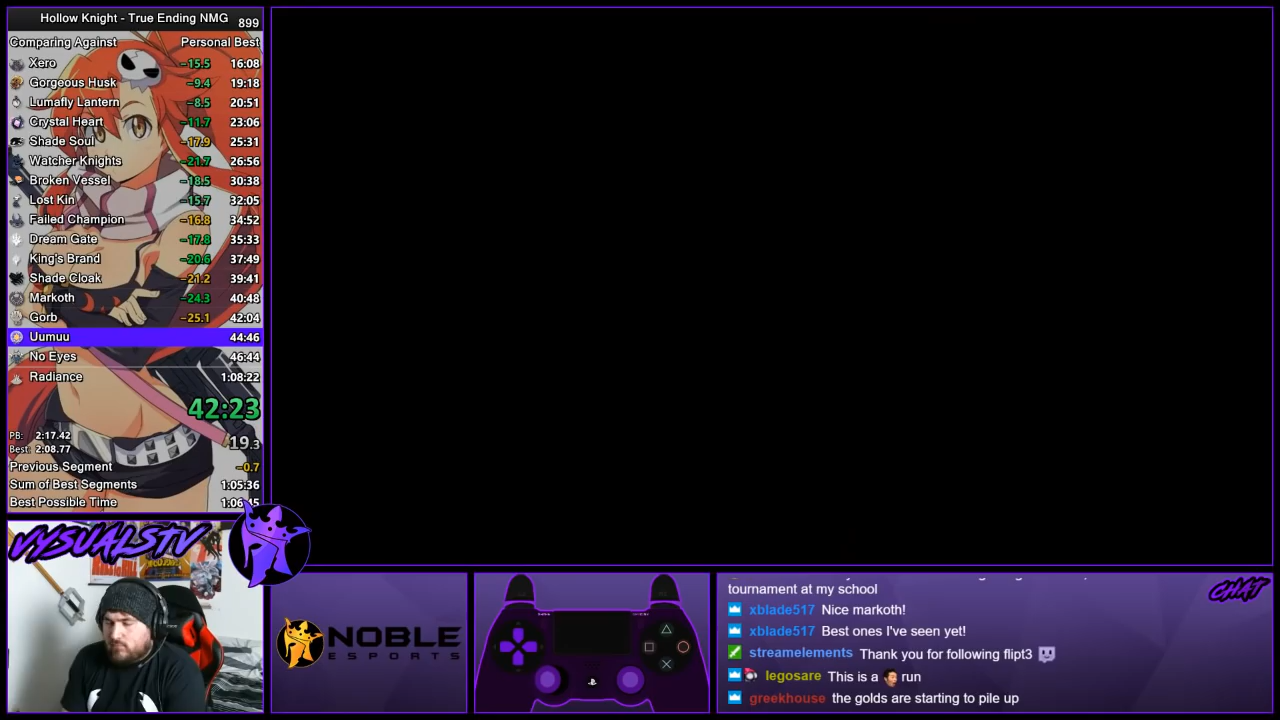 Hollow Knight - True Ending NMG 899
Comparing Against Personal Best
Xero -15.5 16:08
Gorgeous Husk -9.4 19:18
Lumafly Lantern -8.5 20:51
Crystal Heart -11.7 23:06
Shade Soul -17.9 25:31
Watcher Knights -21.7 26:56
Broken Vessel -18.5 30:38
Lost Kin -15.7 32:05
Failed Champion -16.8 34:52
Dream Gate -17.8 35:33
King's Brand -20.6 37:49
Shade Cloak -21.2 39:41
Markoth -24.3 40:48
Gorb -25.1 42:04
Uumuu 44:46
No Eyes 46:44
Radiance 1:08:22
42:23
PB: 2:17.42
19.3
Best: 2:08.77
Previous Segment -0.7
Sum of Best Segments 1:05:36
Best Possible Time 1:06:45
VYSUALSTV
NOBLE
ESPORTS
CHAT
tournament at my school
xblade517 Nice markoth!
xblade517 Best ones I've seen yet!
streamelements Thank you for following flipt3
legosare This is a run
greekhouse the golds are starting to pile up